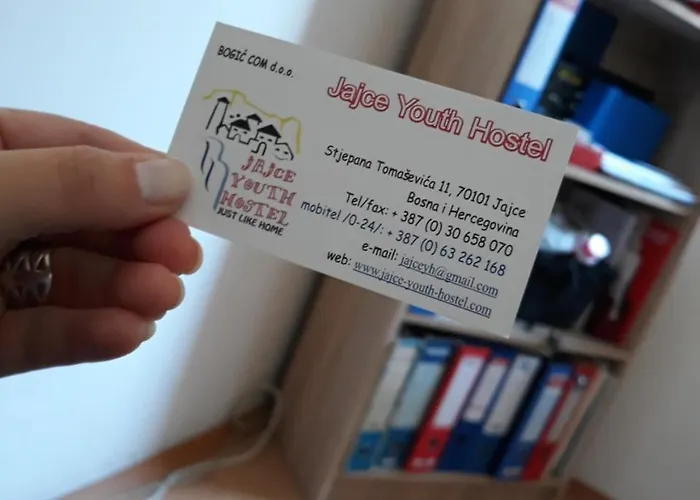 BOGIĆ COM d.o.o.
Jajce Youth Hostel
JAJCE
YOUTH
HOSTEL
JUST LIKE HOME
Stjepana Tomaševića 11, 70101 Jajce
Bosna i Hercegovina
Tel/fax: + 387 (0) 30 658 070
mobitel /0-24/: + 387 (0) 63 262 168
e-mail: jajceyh@gmail.com
web: www.jajce-youth-hostel.com